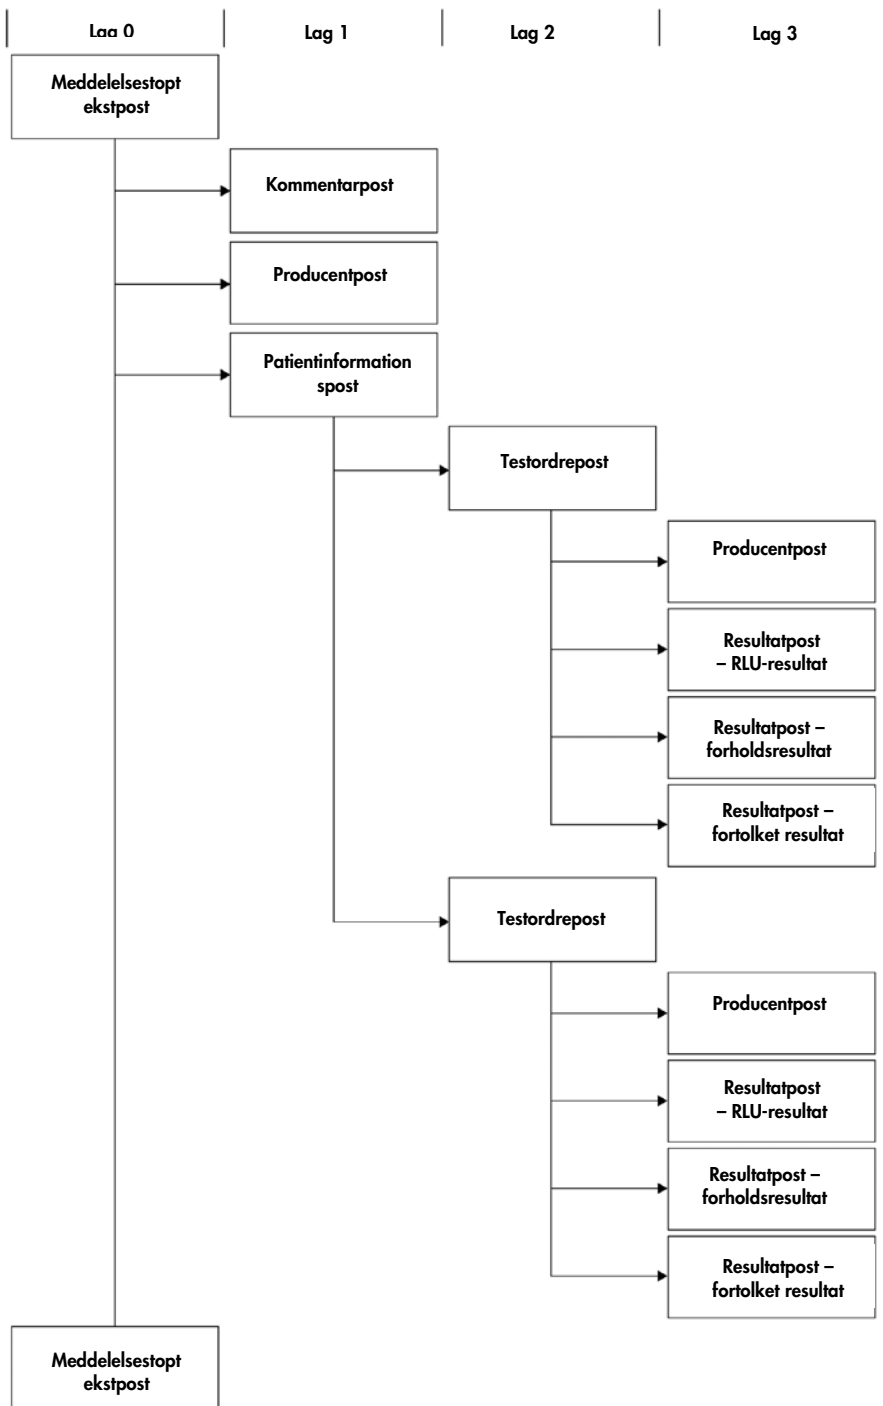 Lag 0
Lag 1
Lag 2
Lag 3
Meddelelsestopt
ekstpost
Kommentarpost
Producentpost
Patientinformation
spost
Testordrepost
Producentpost
Resultatpost
– RLU-resultat
Resultatpost –
forholdsresultat
Resultatpost –
fortolket resultat
Testordrepost
Producentpost
Resultatpost
– RLU-resultat
Resultatpost –
forholdsresultat
Resultatpost –
fortolket resultat
Meddelelsestopt
ekstpost